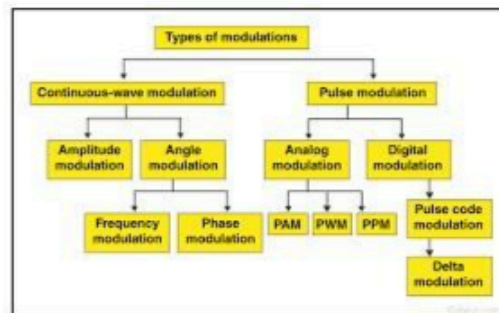 Types of modulations
Continuous-wave modulation
Pulse modulation
Amplitude
modulation
Angle
modulation
Analog
modulation
Digital
modulation
Frequency
modulation
Phase
modulation
PAM
PWM
PPM
Pulse code
modulation
Delta
modulation